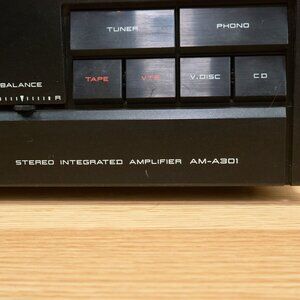 TUNER PHONO
TAPE VTR V.DISC CD
BALANCE
R
STEREO INTEGRATED AMPLIFIER AM-A301